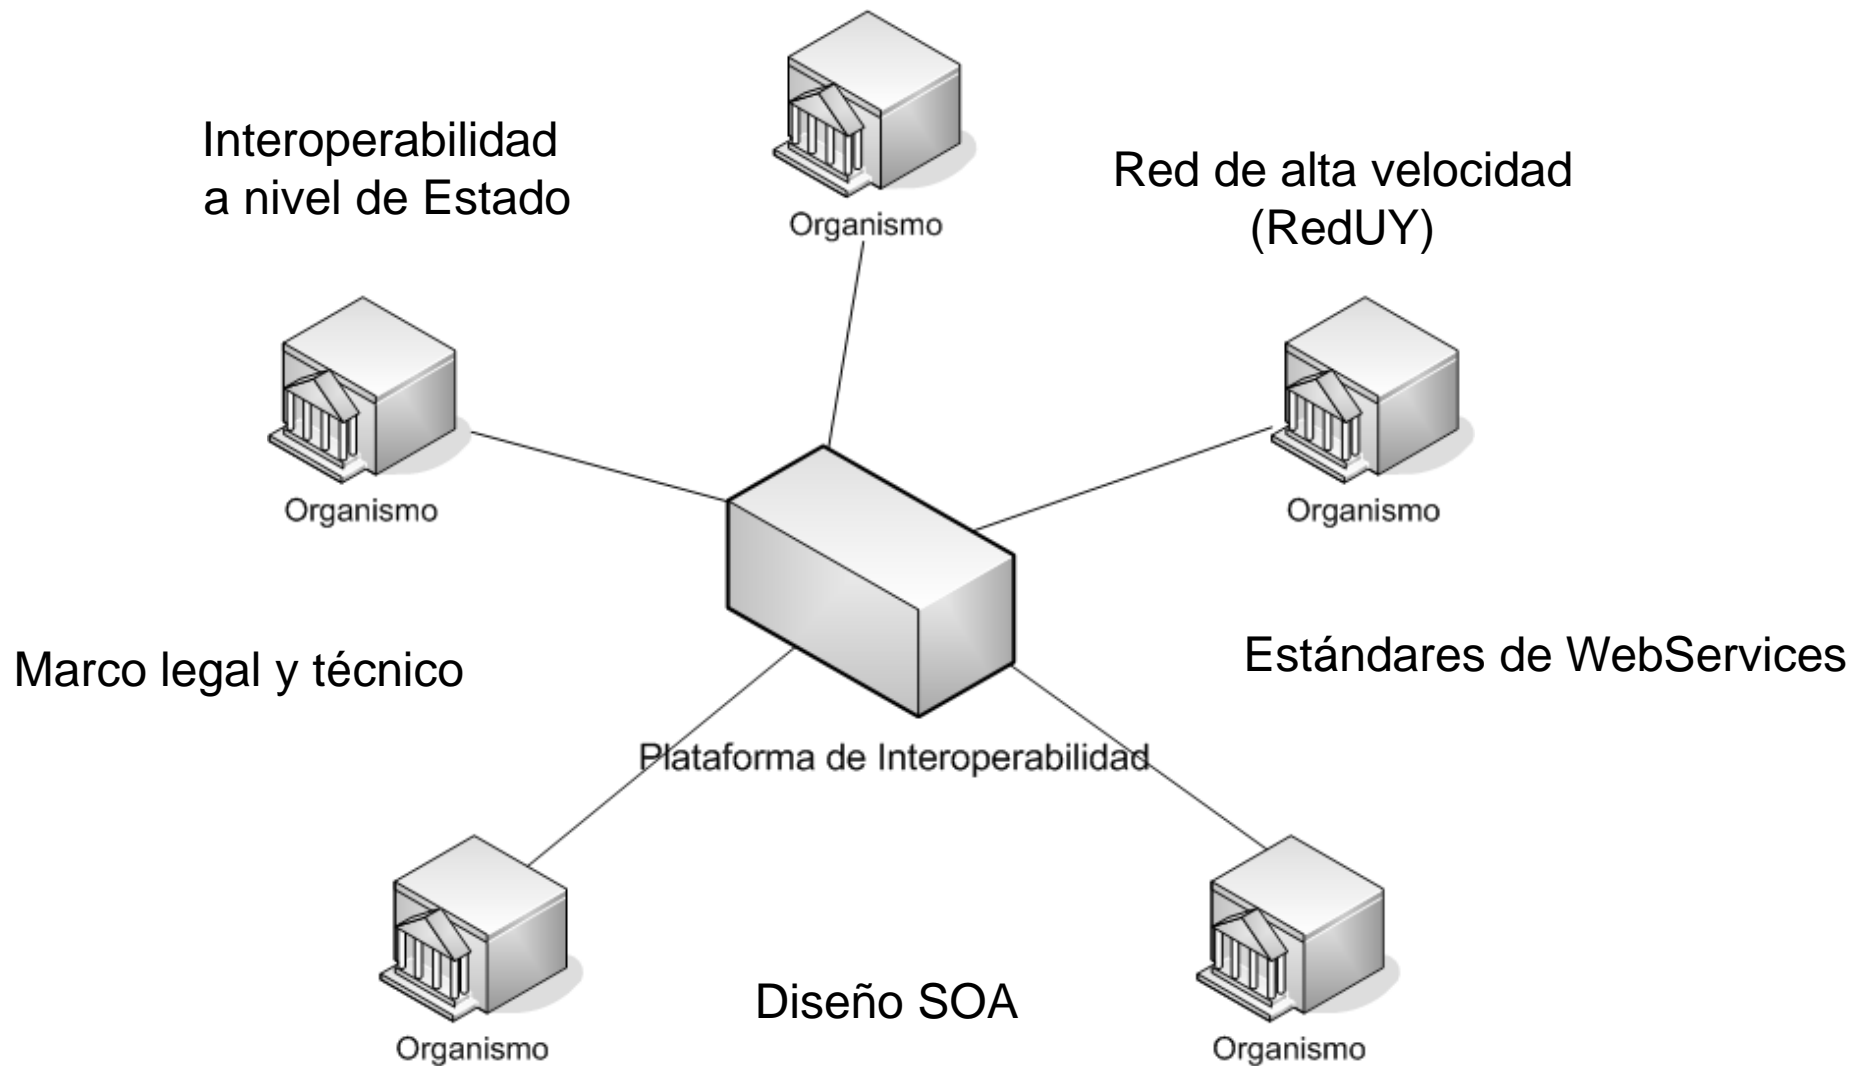 Interoperabilidad
a nivel de Estado
Organismo
Red de alta velocidad
(RedUY)
Organismo
Organismo
Marco legal y técnico
Estándares de WebServices
Plataforma de Interoperabilidad
Diseño SOA
Organismo
Organismo